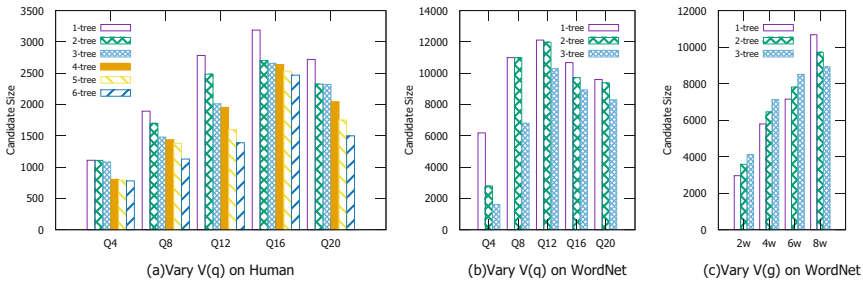 3500
3000
2500
2000
1500
1000
500
0
Candidate Size
1-tree
2-tree
3-tree
4-tree
5-tree
6-tree
Q4 Q8 Q12 Q16 Q20
(a)Vary V(q) on Human
14000
12000
10000
8000
6000
4000
2000
0
Candidate Size
1-tree
2-tree
3-tree
Q4 Q8 Q12 Q16 Q20
(b)Vary V(q) on WordNet
12000
10000
8000
6000
4000
2000
0
Candidate Size
1-tree
2-tree
3-tree
2w 4w 6w 8w
(c)Vary V(g) on WordNet